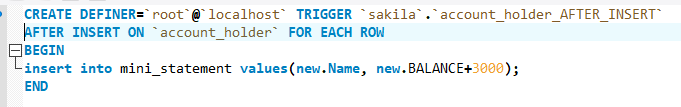 CREATE DEFINER=`root`@`localhost` TRIGGER `sakila`.`account_holder_AFTER_INSERT`
AFTER INSERT ON `account_holder` FOR EACH ROW
BEGIN
insert into mini_statement values(new.Name, new.BALANCE+3000);
END